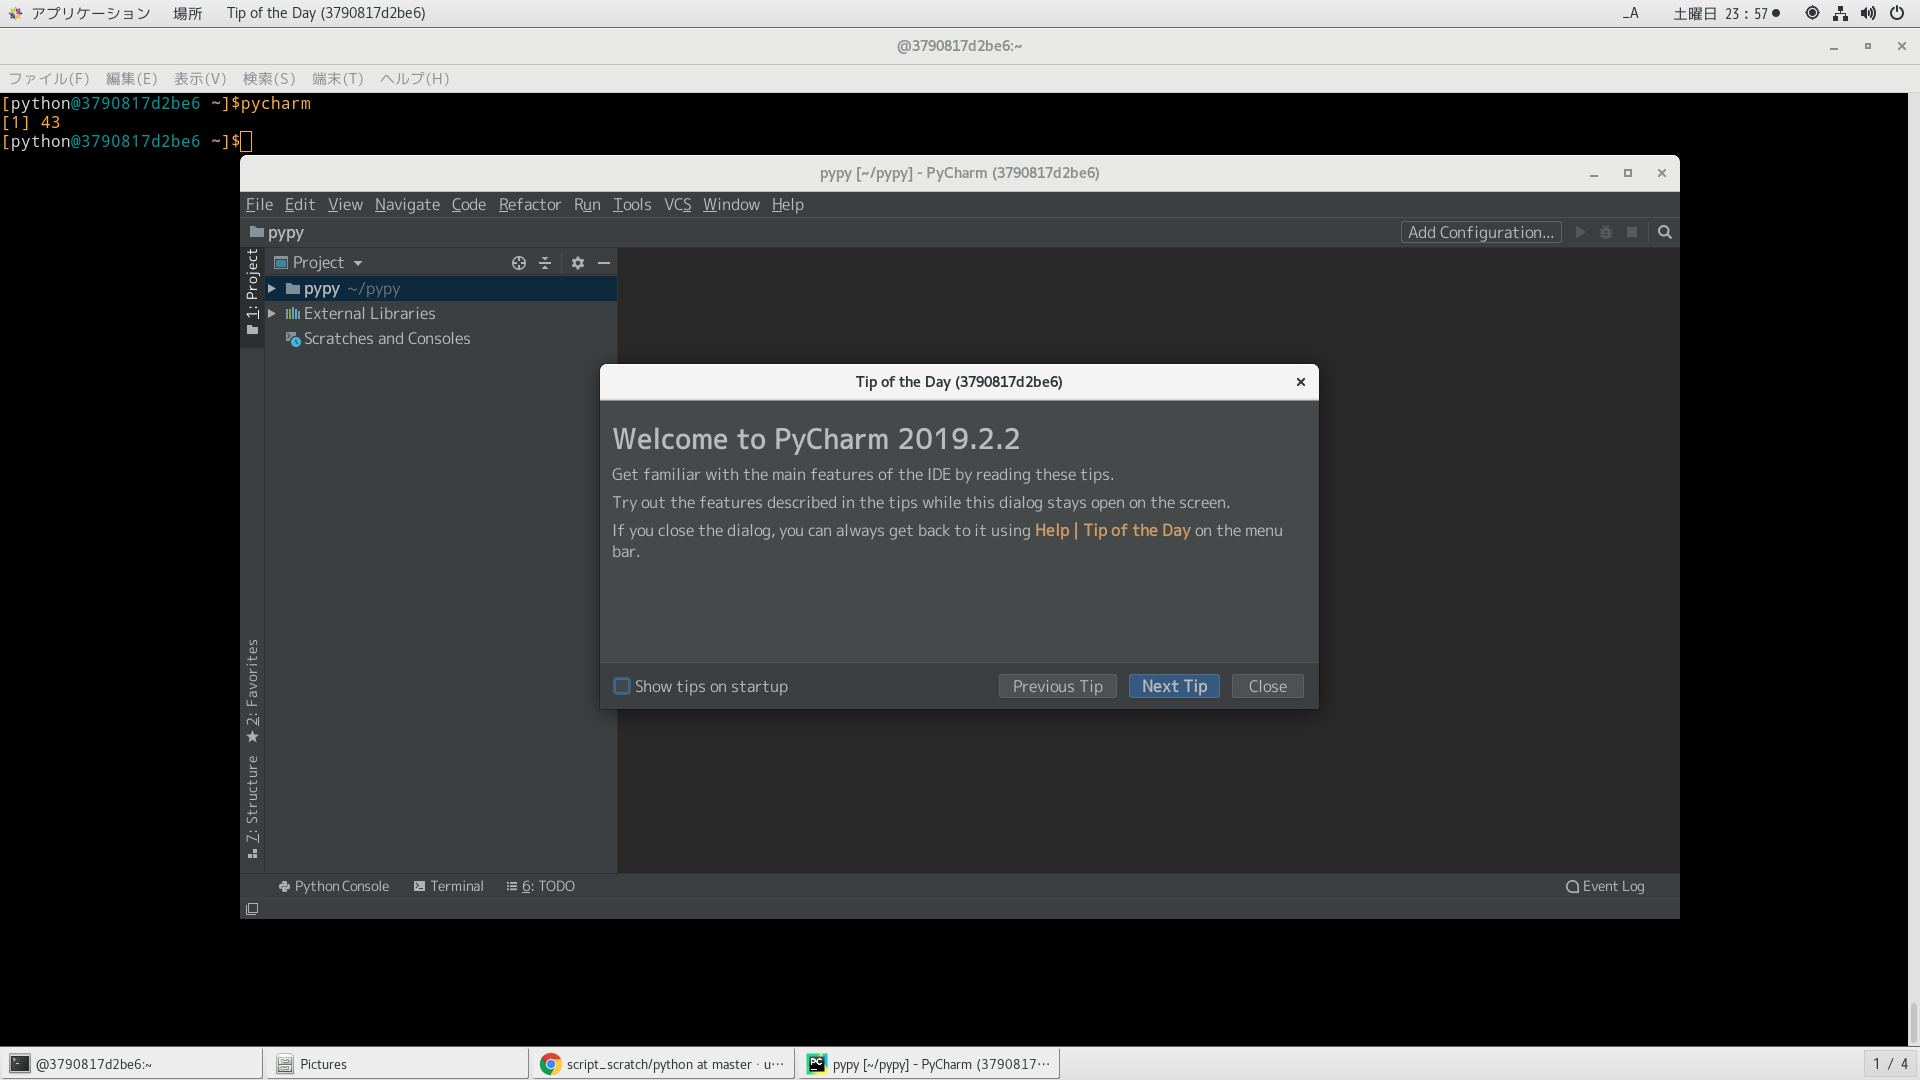 アプリケーション 場所 Tip of the Day (3790817d2be6) _A 土曜日 23：57●
@3790817d2be6:~
ファイル(F) 編集(E) 表示(V) 検索(S) 端末(T) ヘルプ(H)
[python@3790817d2be6 ~]$pycharm
[1] 43
[python@3790817d2be6 ~]$
pypy [~/pypy] - PyCharm (3790817d2be6)
File Edit View Navigate Code Refactor Run Tools VCS Window Help
pypy Add Configuration...
1: Project
Project
pypy ~/pypy
External Libraries
Scratches and Consoles
Tip of the Day (3790817d2be6)
Welcome to PyCharm 2019.2.2
Get familiar with the main features of the IDE by reading these tips.
Try out the features described in the tips while this dialog stays open on the screen.
If you close the dialog, you can always get back to it using Help | Tip of the Day on the menu
bar.
Show tips on startup Previous Tip Next Tip Close
2: Favorites
7: Structure
Python Console Terminal 6: TODO Event Log
@3790817d2be6:~ Pictures script_scratch/python at master · u… PC pypy [~/pypy] - PyCharm (3790817… 1 / 4